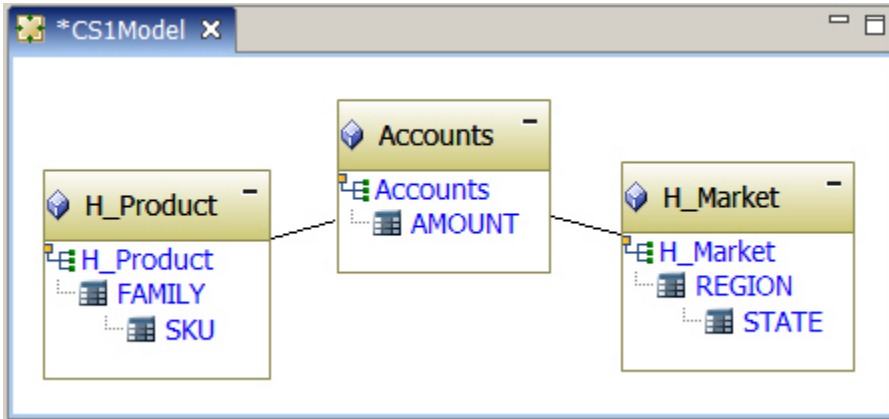 *CS1Model
H_Product
H_Product
FAMILY
SKU
Accounts
Accounts
AMOUNT
H_Market
H_Market
REGION
STATE